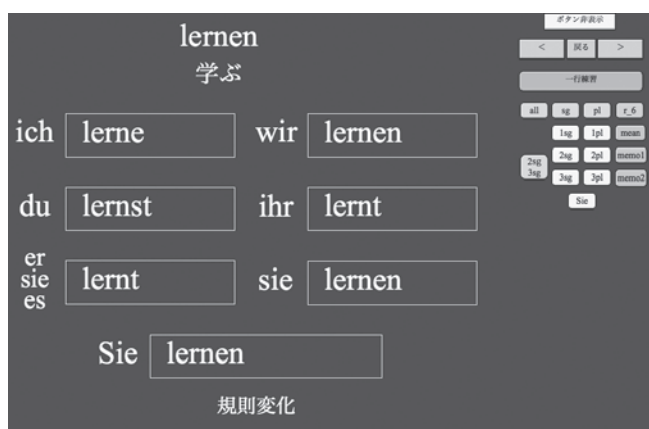 lernen
学ぶ
ich lerne wir lernen
du lernst ihr lernt
er
sie
es
lernt sie lernen
Sie lernen
規則変化
ボタン非表示
< 戻る >
一行練習
all sg pl r_6
1sg 1pl mean
2sg
3sg
2sg 2pl memo1
3sg 3pl memo2
Sie